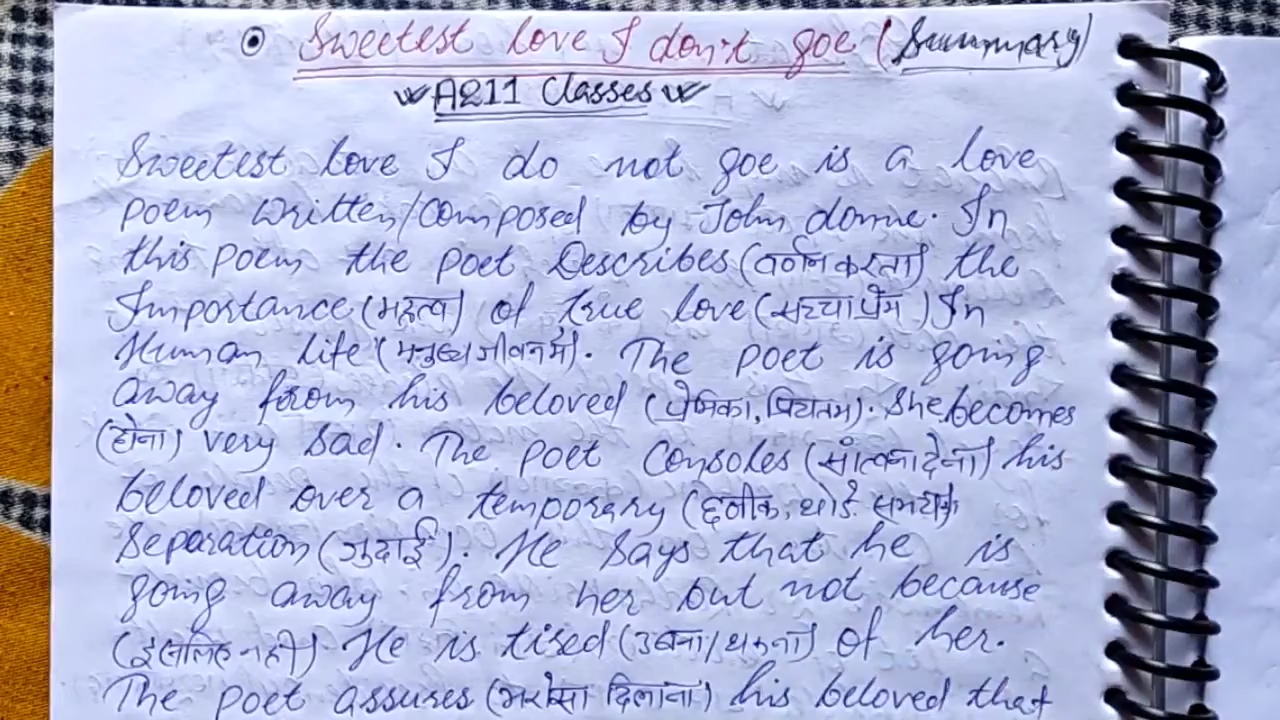 Sweetest love I don't goe (Summary)
A211 Classes
Sweetest love I do not goe is a love
poem written/composed by John donne. In
this poem the poet Describes (वर्णन करता) the
Importance (महत्व) of true love (सच्चा प्रेम) In
Human life (मनुष्य जीवन में). The poet is going
away from his beloved (प्रेमिका, प्रियतम). She becomes
(होना) very sad. The poet Consoles (सांत्वना देना) his
beloved over a temporary (छनीक, थोड़े समय
Separation (जुदाई). He says that he is
going away from her but not because
(इसलिए नहीं) He is tired (उबना/थकना) of her.
The poet assures (भरोसा दिलाना) his beloved that